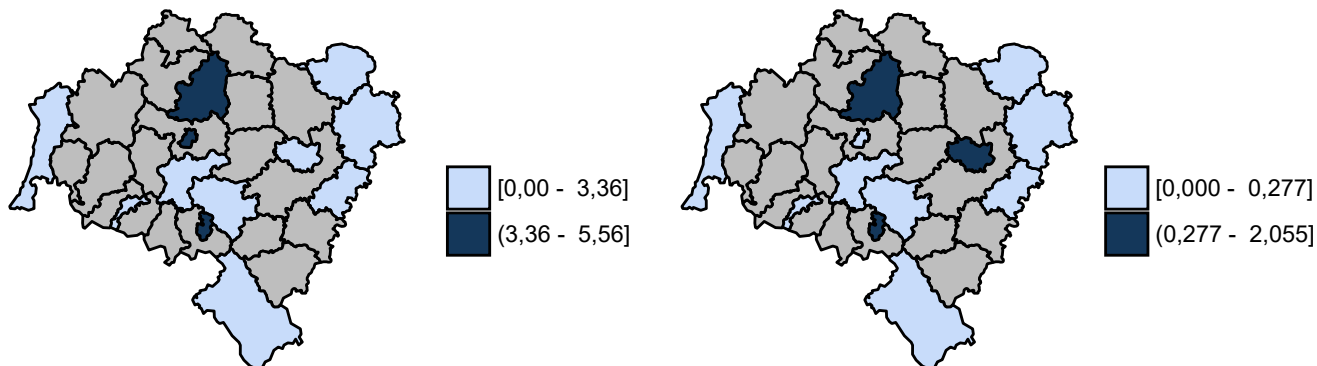 [0,00 - 3,36]
(3,36 - 5,56]
[0,000 - 0,277]
(0,277 - 2,055]